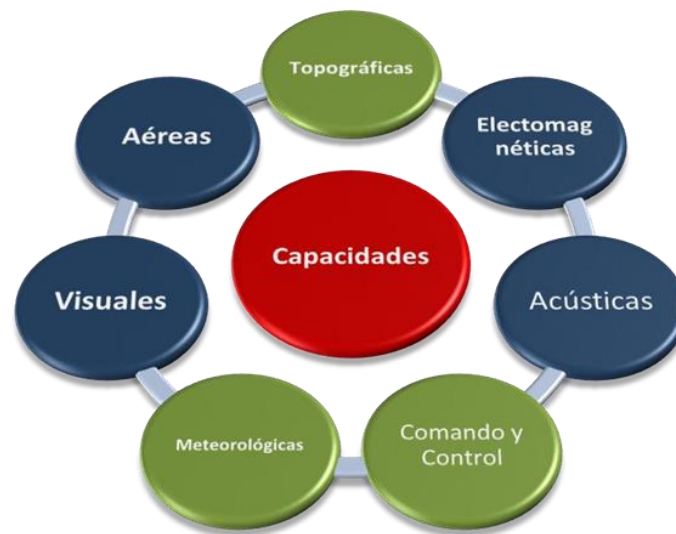 Topográficas
Electomag
néticas
Acústicas
Comando y
Control
Meteorológicas
Visuales
Aéreas
Capacidades